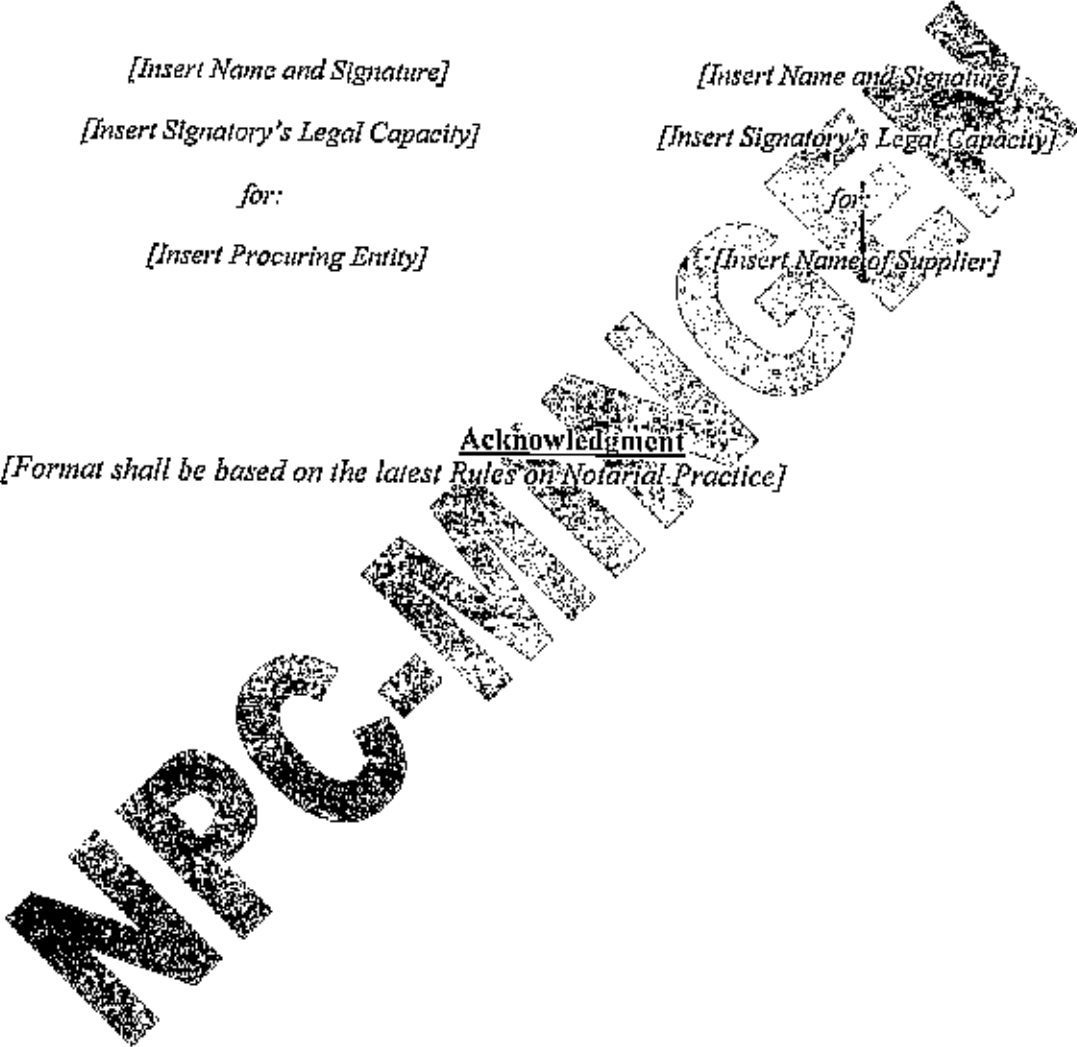 [Insert Name and Signature]
[Insert Signatory's Legal Capacity]
for:
[Insert Procuring Entity]
[Insert Name and Signature]
[Insert Signatory's Legal Capacity]
for:
[Insert Name of Supplier]
Acknowledgment
[Format shall be based on the latest Rules on Notarial Practice]
NPC-MINGEN